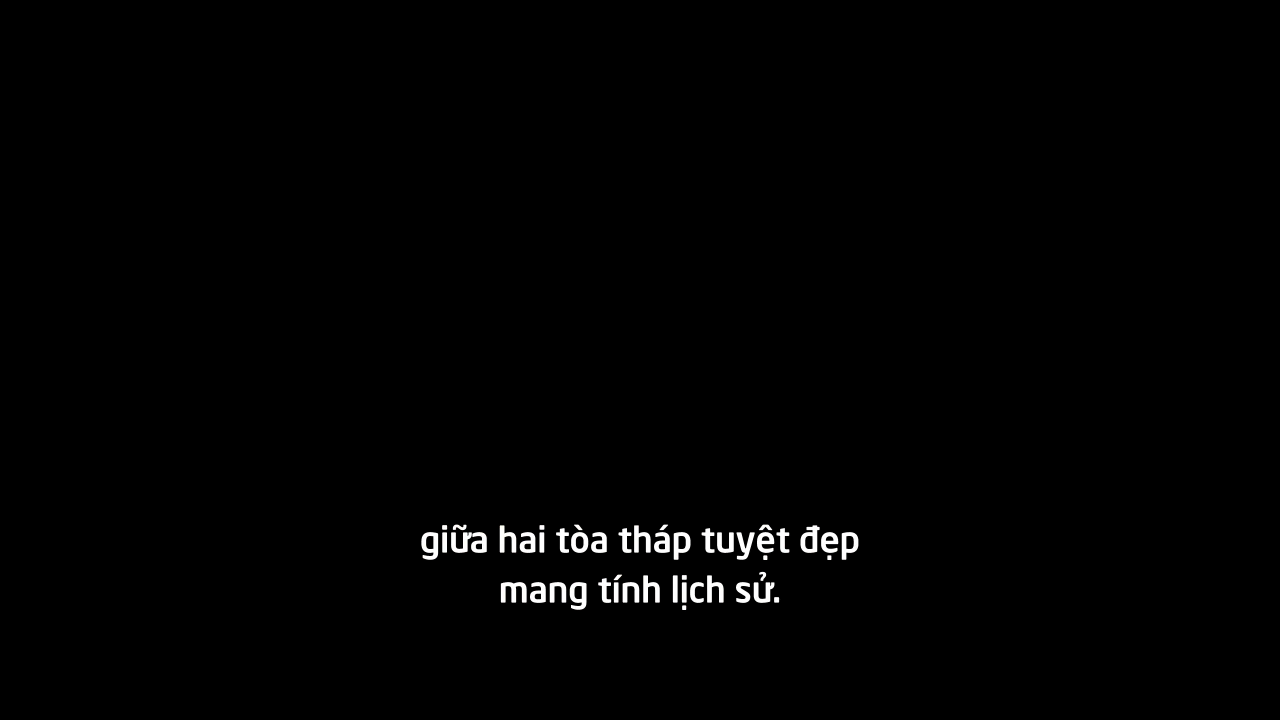 giữa hai tòa tháp tuyệt đẹp
mang tính lịch sử.